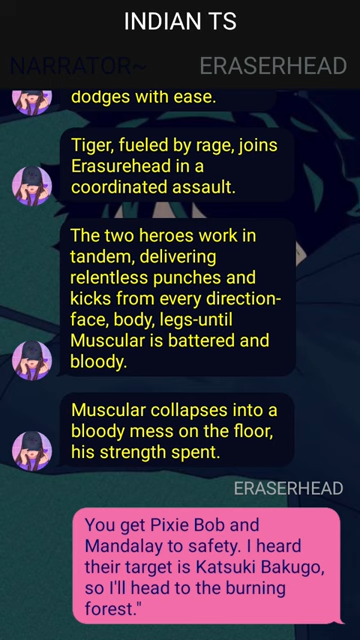 INDIAN TS
NARRATOR~ ERASERHEAD
dodges with ease.
Tiger, fueled by rage, joins
Erasurehead in a
coordinated assault.
The two heroes work in
tandem, delivering
relentless punches and
kicks from every direction-
face, body, legs-until
Muscular is battered and
bloody.
Muscular collapses into a
bloody mess on the floor,
his strength spent.
ERASERHEAD
You get Pixie Bob and
Mandalay to safety. I heard
their target is Katsuki Bakugo,
so I'll head to the burning
forest."